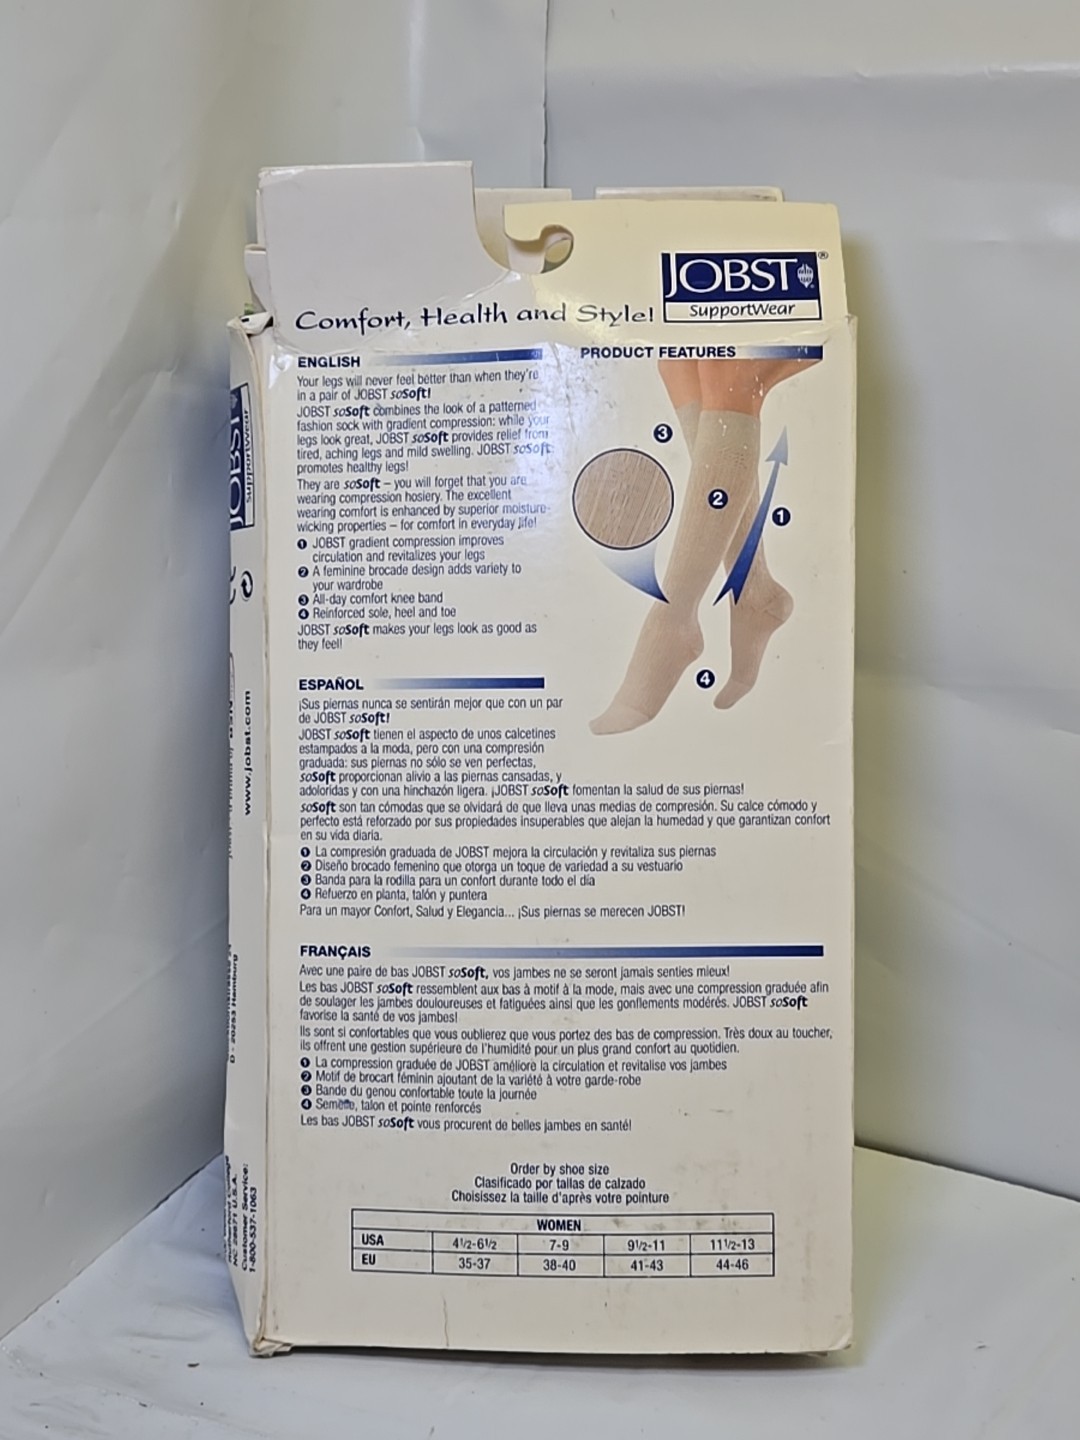 JOBST®
SupportWear
Comfort, Health and Style!
ENGLISH
Your legs will never feel better than when they're
in a pair of JOBST soSoft!
JOBST soSoft combines the look of a patterned
fashion sock with gradient compression: while your
legs look great, JOBST soSoft provides relief from
tired, aching legs and mild swelling. JOBST soSoft
promotes healthy legs!
They are soSoft – you will forget that you are
wearing compression hosiery. The excellent
wearing comfort is enhanced by superior moisture-
wicking properties – for comfort in everyday life!
❶ JOBST gradient compression improves
circulation and revitalizes your legs
❷ A feminine brocade design adds variety to
your wardrobe
❸ All-day comfort knee band
❹ Reinforced sole, heel and toe
JOBST soSoft makes your legs look as good as
they feel!
PRODUCT FEATURES
❸
❷
❶
❹
ESPAÑOL
¡Sus piernas nunca se sentirán mejor que con un par
de JOBST soSoft!
JOBST soSoft tienen el aspecto de unos calcetines
estampados a la moda, pero con una compresión
graduada: sus piernas no sólo se ven perfectas,
soSoft proporcionan alivio a las piernas cansadas, y
adoloridas y con una hinchazón ligera. ¡JOBST soSoft fomentan la salud de sus piernas!
soSoft son tan cómodas que se olvidará de que lleva unas medias de compresión. Su calce cómodo y
perfecto está reforzado por sus propiedades insuperables que alejan la humedad y que garantizan confort
en su vida diaria.
❶ La compresión graduada de JOBST mejora la circulación y revitaliza sus piernas
❷ Diseño brocado femenino que otorga un toque de variedad a su vestuario
❸ Banda para la rodilla para un confort durante todo el día
❹ Refuerzo en planta, talón y puntera
Para un mayor Confort, Salud y Elegancia... ¡Sus piernas se merecen JOBST!
FRANÇAIS
Avec une paire de bas JOBST soSoft, vos jambes ne se seront jamais senties mieux!
Les bas JOBST soSoft ressemblent aux bas à motif à la mode, mais avec une compression graduée afin
de soulager les jambes douloureuses et fatiguées ainsi que les gonflements modérés. JOBST soSoft
favorise la santé de vos jambes!
Ils sont si confortables que vous oublierez que vous portez des bas de compression. Très doux au toucher,
ils offrent une gestion supérieure de l'humidité pour un plus grand confort au quotidien.
❶ La compression graduée de JOBST améliore la circulation et revitalise vos jambes
❷ Motif de brocart féminin ajoutant de la variété à votre garde-robe
❸ Bande du genou confortable toute la journée
❹ Semelle, talon et pointe renforcés
Les bas JOBST soSoft vous procurent de belles jambes en santé!
Order by shoe size
Clasificado por tallas de calzado
Choisissez la taille d'après votre pointure
WOMEN
USA 4½-6½ 7-9 9½-11 11½-13
EU 35-37 38-40 41-43 44-46
JOBST
SupportWear
www.jobst.com
D - 20253 Hamburg
NC 28671 U.S.A.
Customer Service:
1-800-537-1063